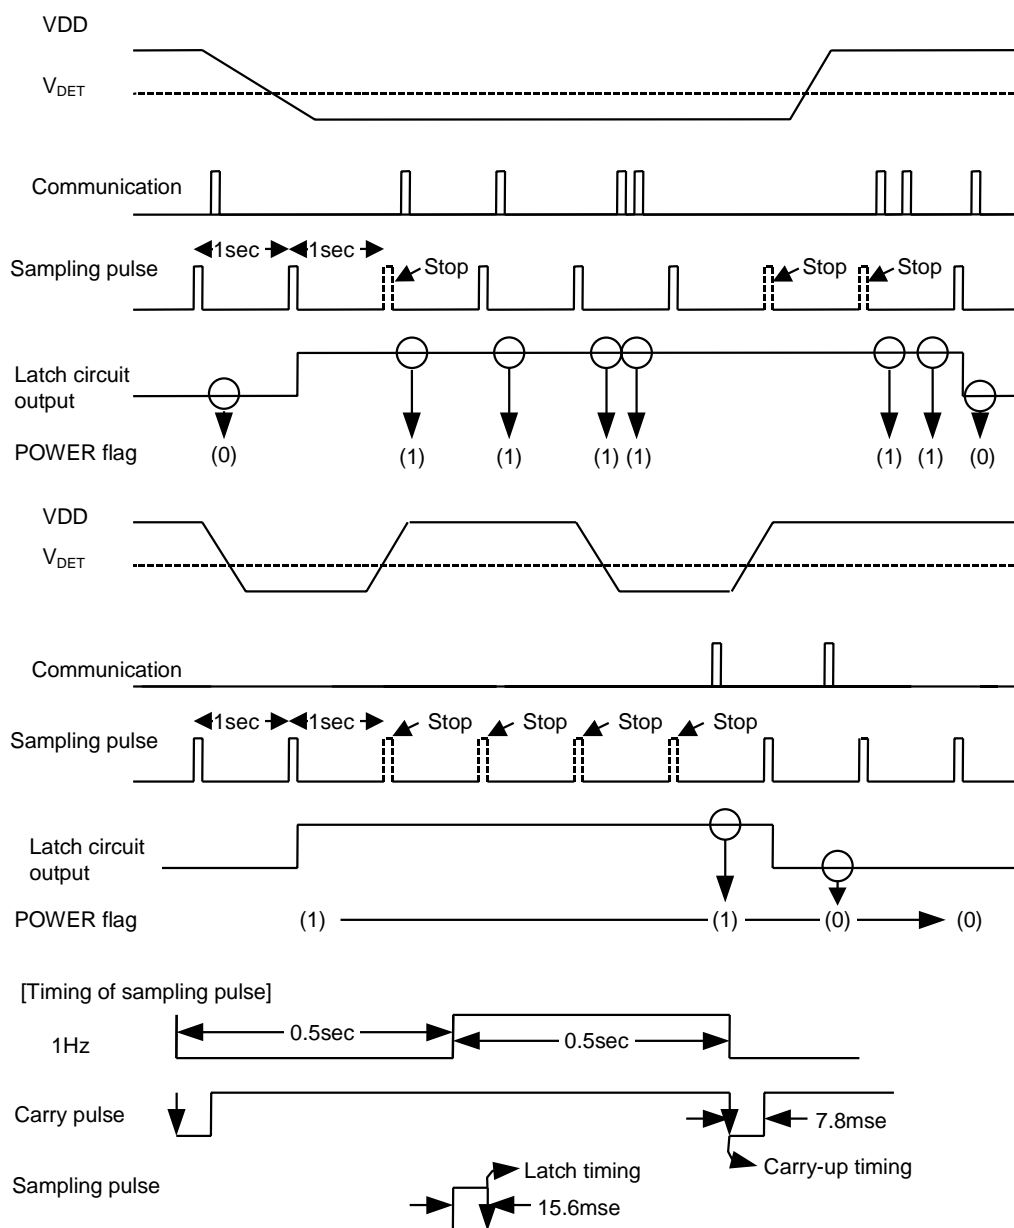 VDD
VDET
Communication
1sec 1sec
Sampling pulse
Stop Stop Stop
Latch circuit
output
POWER flag (0) (1) (1) (1) (1) (1) (1) (0)
VDD
VDET
Communication
1sec 1sec Stop Stop Stop Stop
Sampling pulse
Latch circuit
output
POWER flag (1) (1) (0) (0)
[Timing of sampling pulse]
1Hz 0.5sec 0.5sec
Carry pulse 7.8mse
Carry-up timing
Latch timing
Sampling pulse
15.6mse